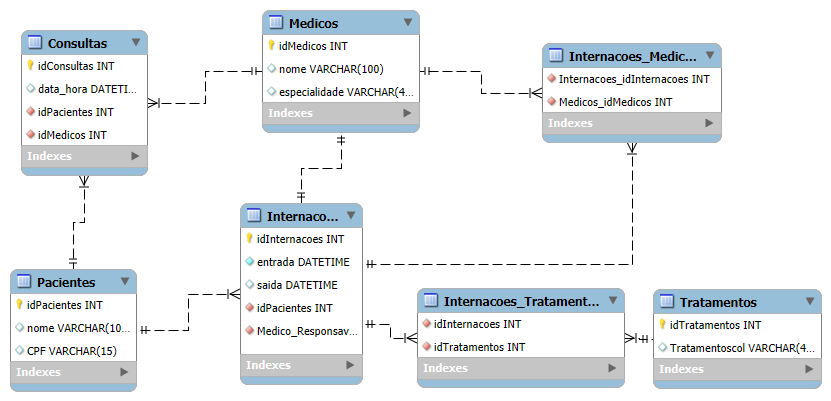 Consultas
idConsultas INT
data_hora DATETI...
idPacientes INT
idMedicos INT
Indexes
Medicos
idMedicos INT
nome VARCHAR(100)
especialidade VARCHAR(4...
Indexes
Internacoes_Medic...
Internacoes_idInternacoes INT
Medicos_idMedicos INT
Indexes
Pacientes
idPacientes INT
nome VARCHAR(10...
CPF VARCHAR(15)
Indexes
Internaco...
idInternacoes INT
entrada DATETIME
saida DATETIME
idPacientes INT
Medico_Responsav...
Indexes
Internacoes_Tratament...
idInternacoes INT
idTratamentos INT
Indexes
Tratamentos
idTratamentos INT
Tratamentoscol VARCHAR(4...
Indexes